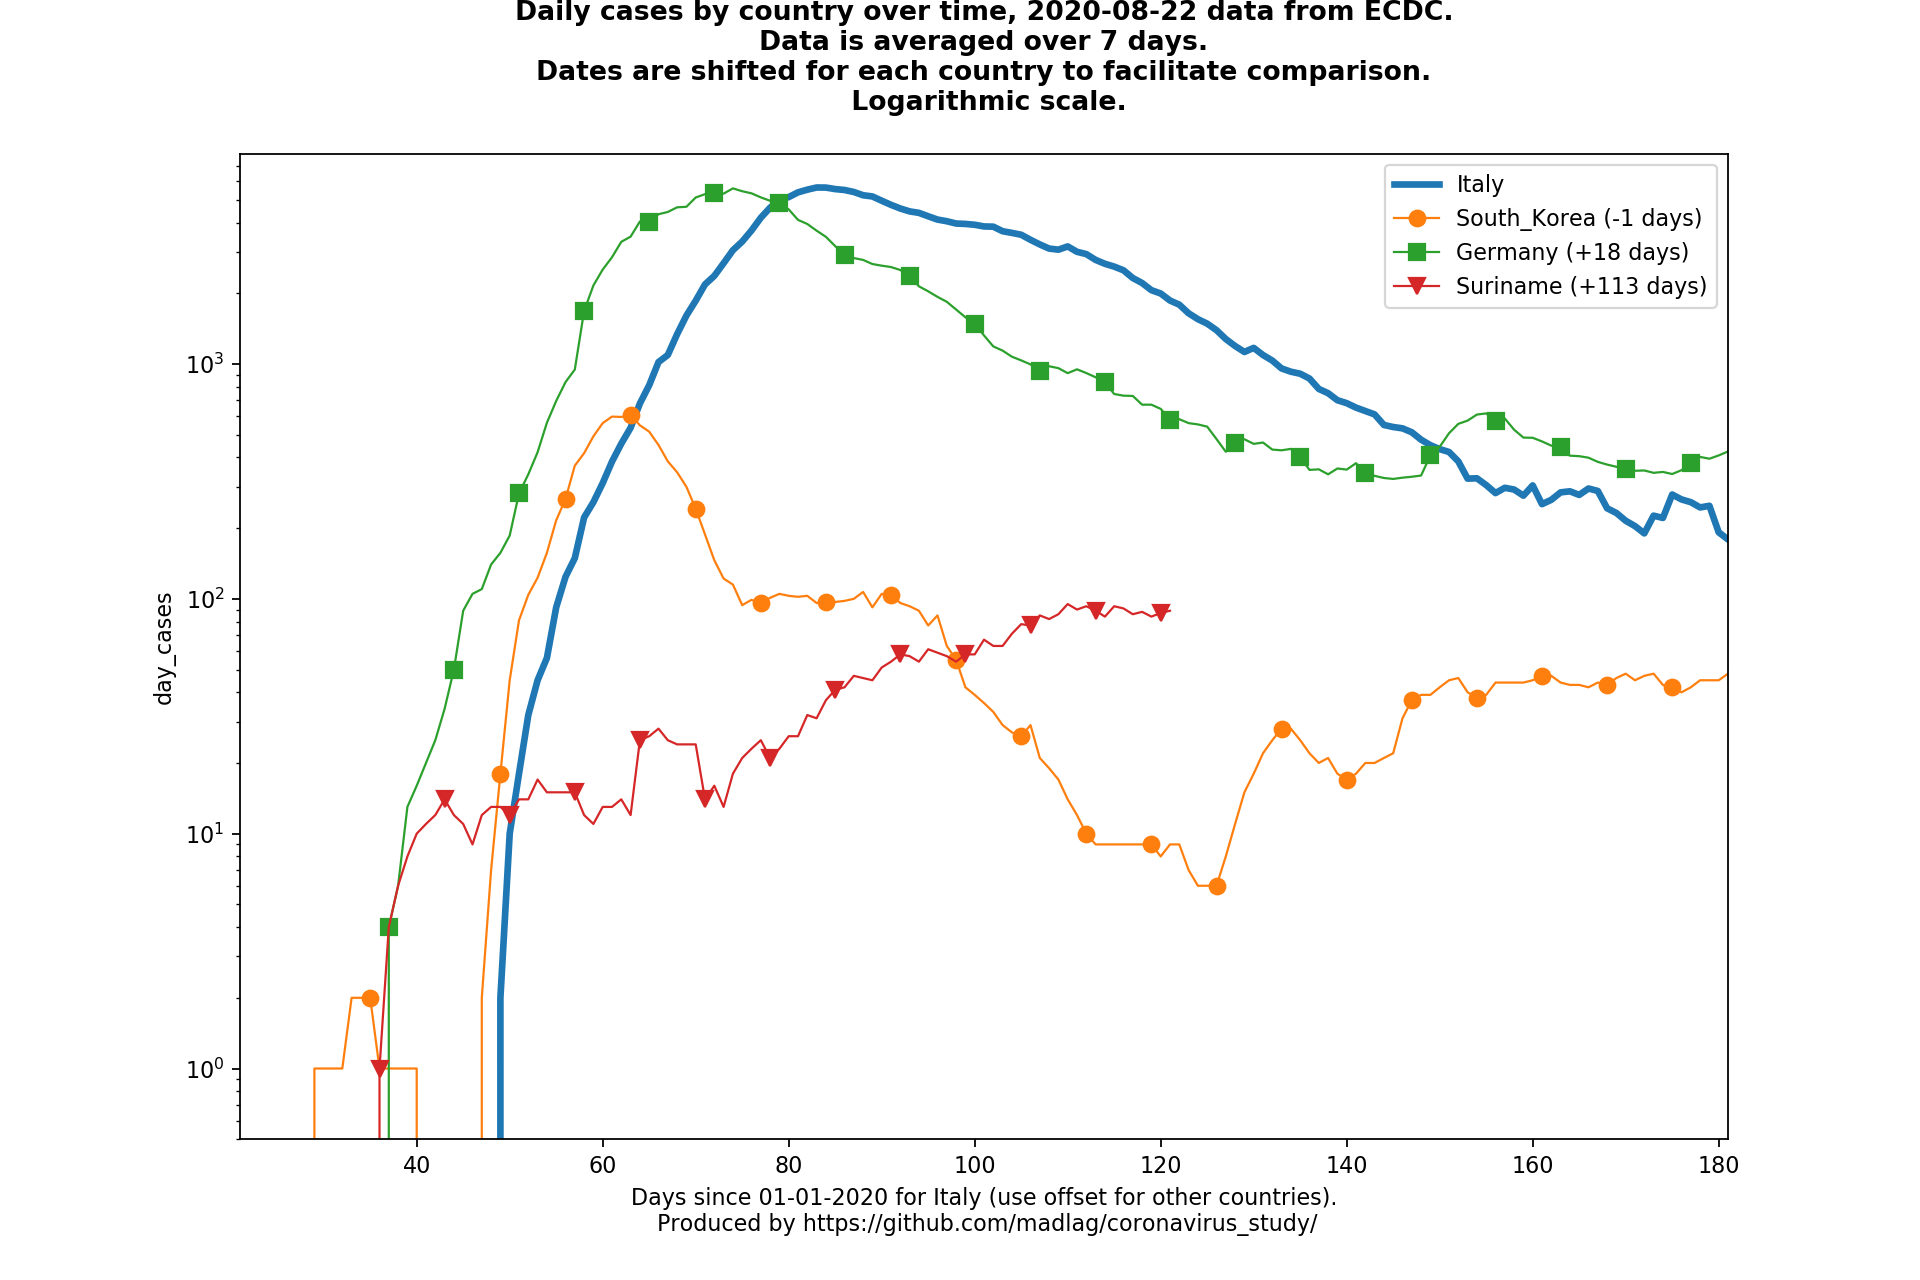 Daily cases by country over time, 2020-08-22 data from ECDC.
Data is averaged over 7 days.
Dates are shifted for each country to facilitate comparison.
Logarithmic scale.
Italy
South_Korea (-1 days)
Germany (+18 days)
Suriname (+113 days)
10³
10²
10¹
10⁰
day_cases
40 60 80 100 120 140 160 180
Days since 01-01-2020 for Italy (use offset for other countries).
Produced by https://github.com/madlag/coronavirus_study/